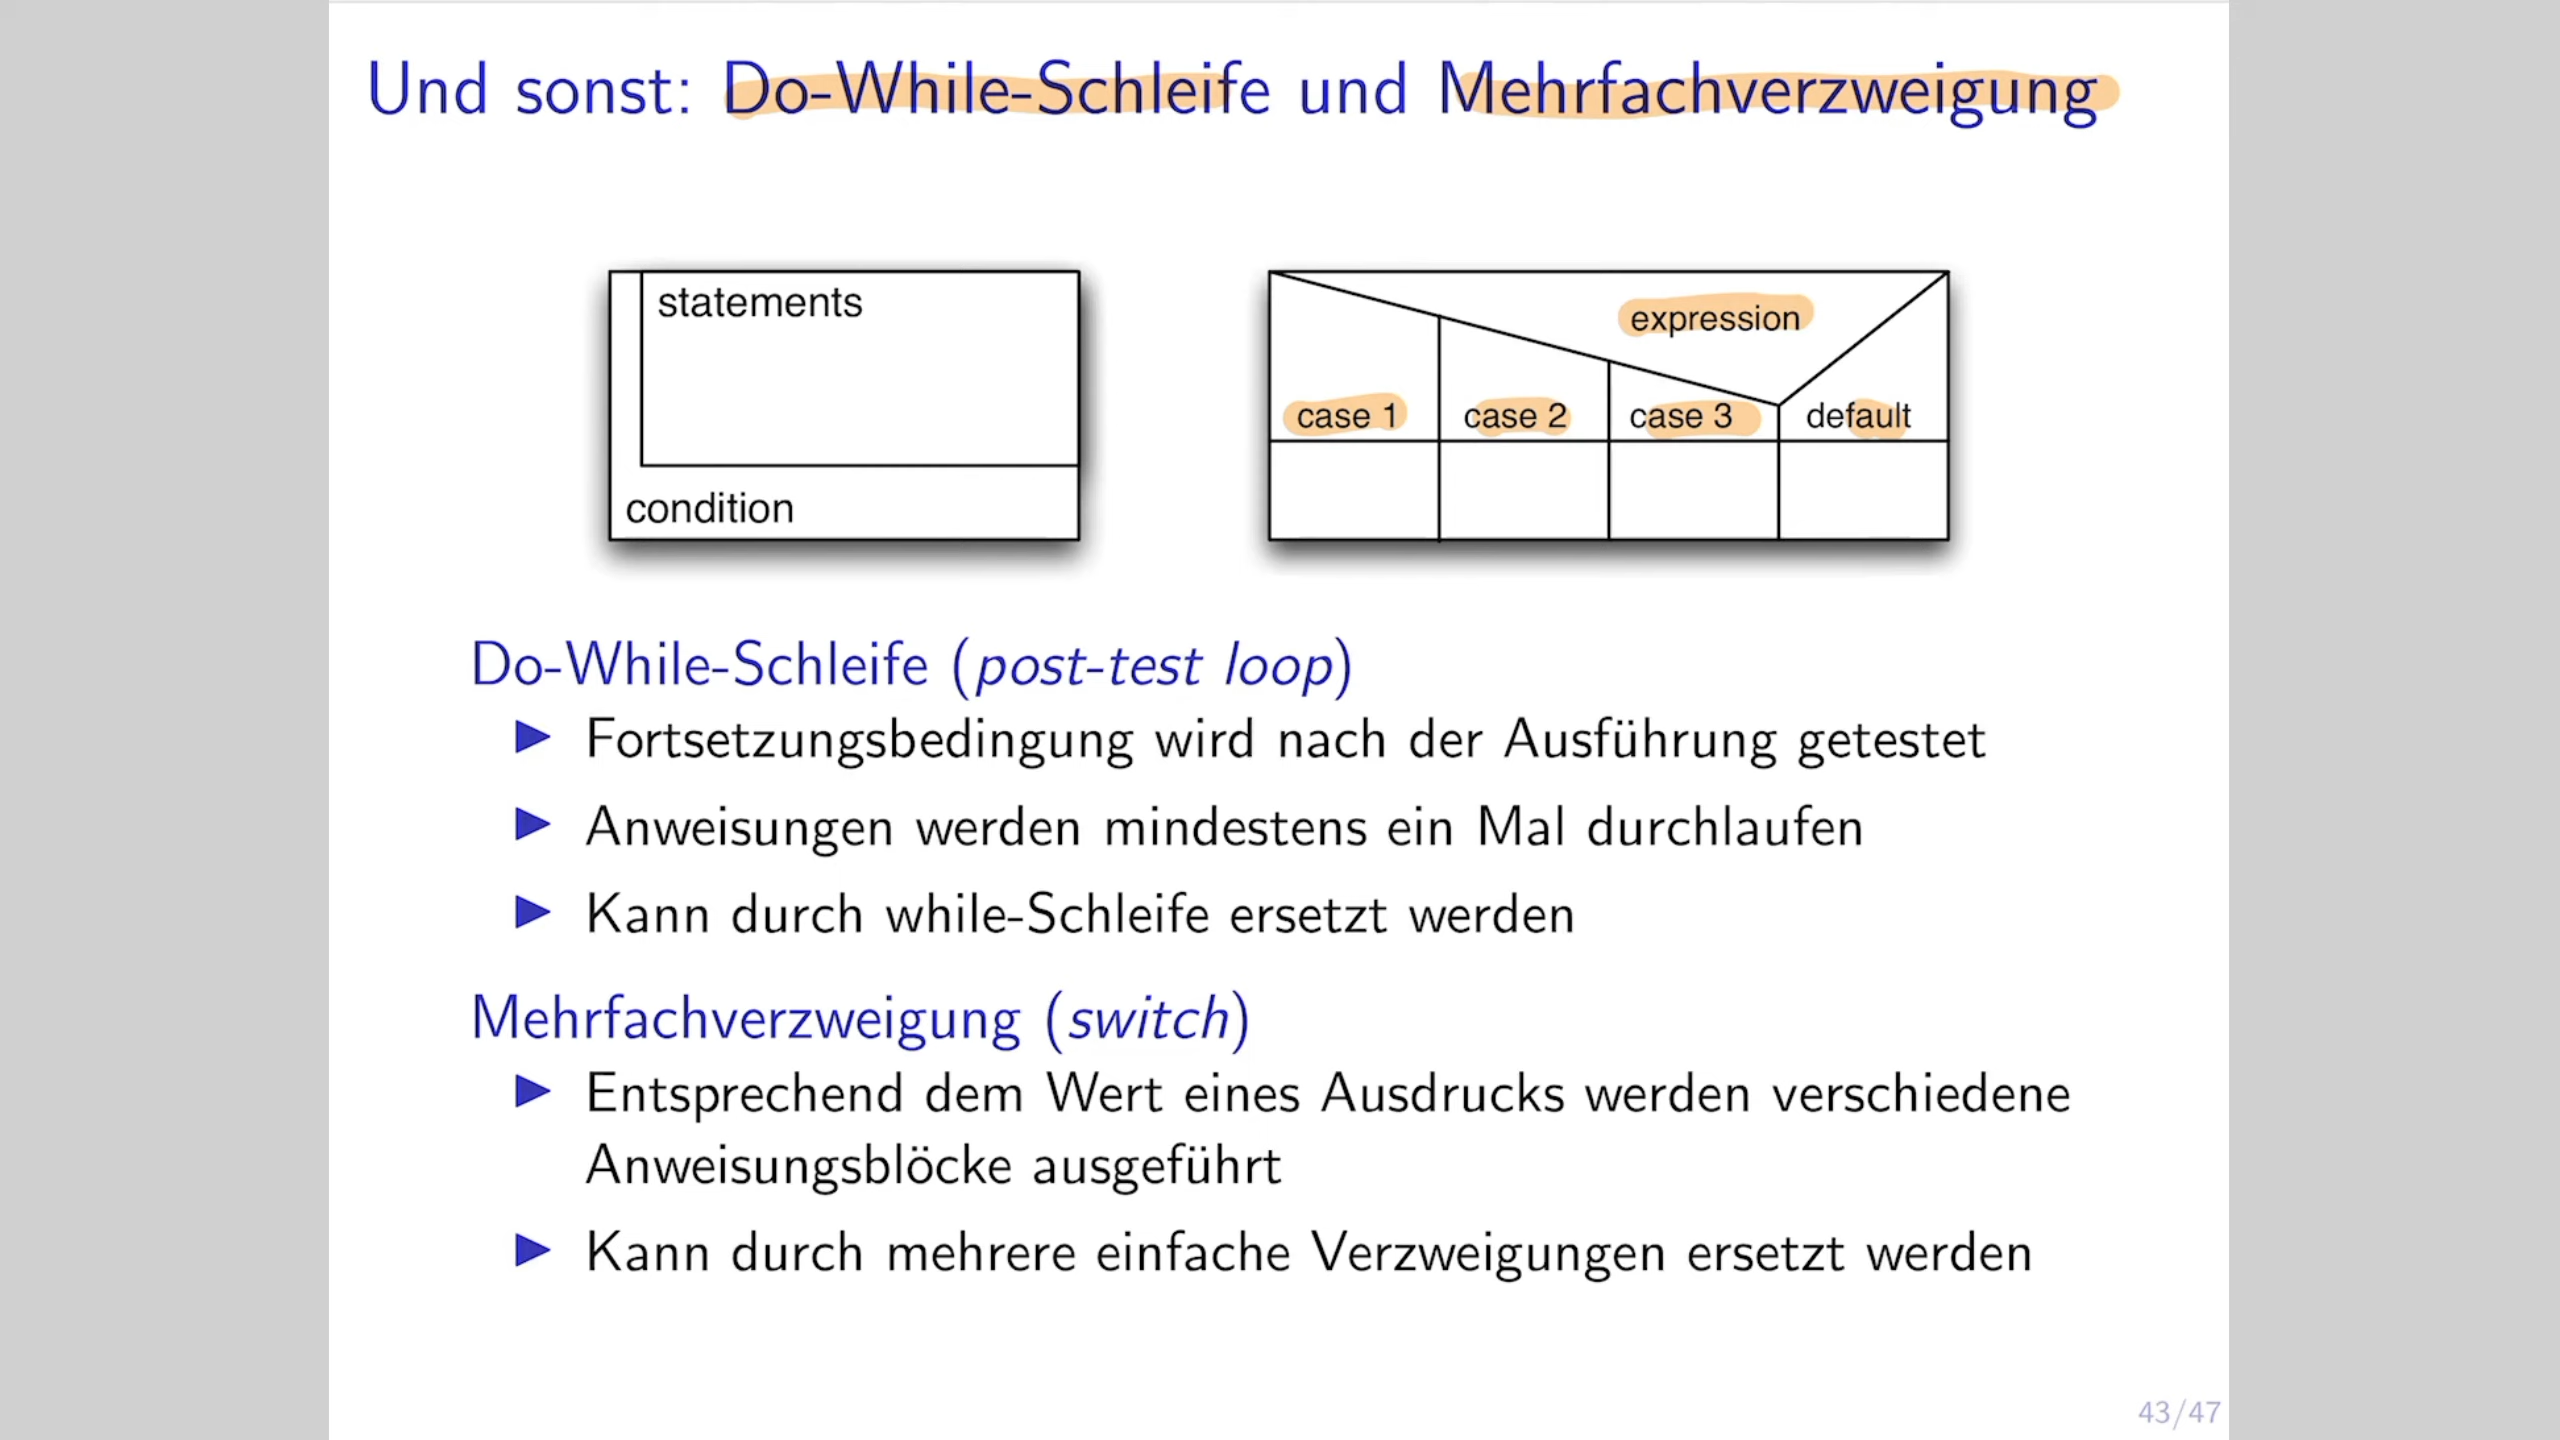 Und sonst: Do-While-Schleife und Mehrfachverzweigung
statements
condition
expression
case 1 case 2 case 3 default
Do-While-Schleife (post-test loop)
▶ Fortsetzungsbedingung wird nach der Ausführung getestet
▶ Anweisungen werden mindestens ein Mal durchlaufen
▶ Kann durch while-Schleife ersetzt werden
Mehrfachverzweigung (switch)
▶ Entsprechend dem Wert eines Ausdrucks werden verschiedene
Anweisungsblöcke ausgeführt
▶ Kann durch mehrere einfache Verzweigungen ersetzt werden
43/47